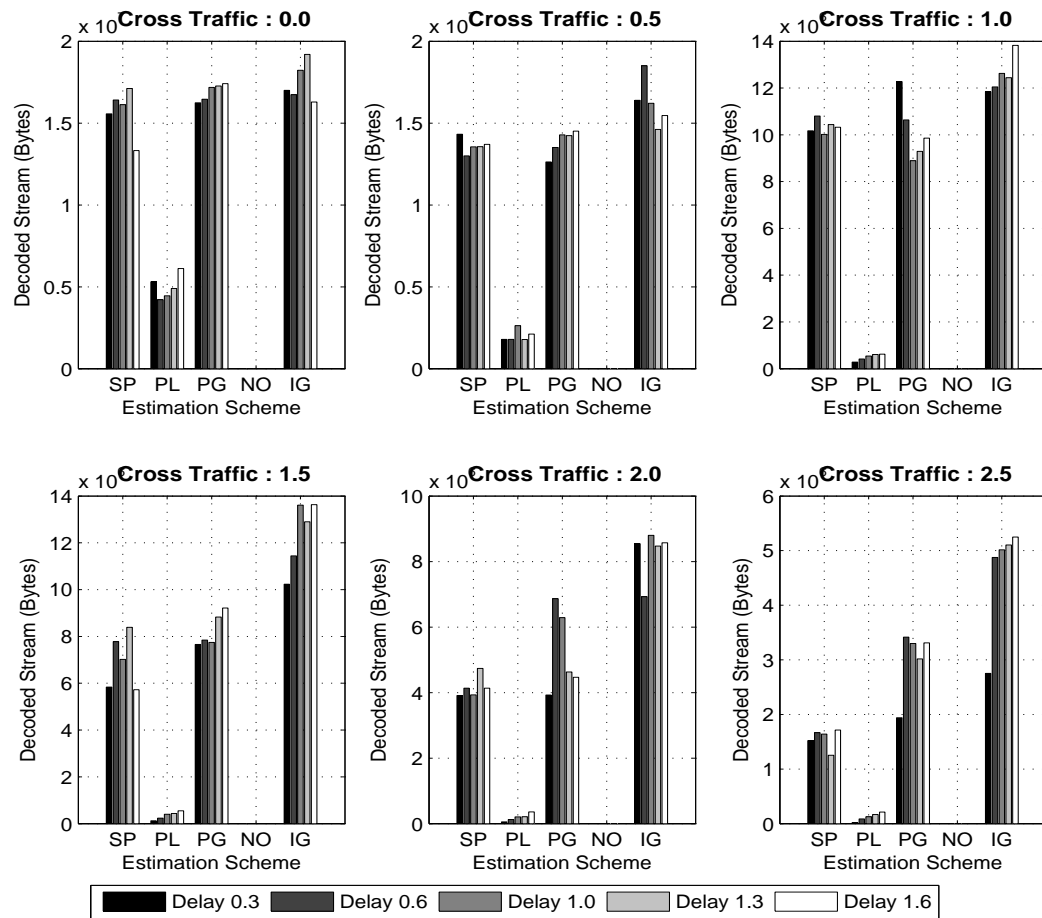 x 10
Cross Traffic : 0.0
2
1.5
1
0.5
0
Decoded Stream (Bytes)
SP PL PG NO IG
Estimation Scheme
x 10
Cross Traffic : 0.5
2
1.5
1
0.5
0
Decoded Stream (Bytes)
SP PL PG NO IG
Estimation Scheme
x 10
Cross Traffic : 1.0
14
12
10
8
6
4
2
0
Decoded Stream (Bytes)
SP PL PG NO IG
Estimation Scheme
x 10
Cross Traffic : 1.5
14
12
10
8
6
4
2
0
Decoded Stream (Bytes)
SP PL PG NO IG
Estimation Scheme
x 10
Cross Traffic : 2.0
10
8
6
4
2
0
Decoded Stream (Bytes)
SP PL PG NO IG
Estimation Scheme
x 10
Cross Traffic : 2.5
6
5
4
3
2
1
0
Decoded Stream (Bytes)
SP PL PG NO IG
Estimation Scheme
Delay 0.3 Delay 0.6 Delay 1.0 Delay 1.3 Delay 1.6